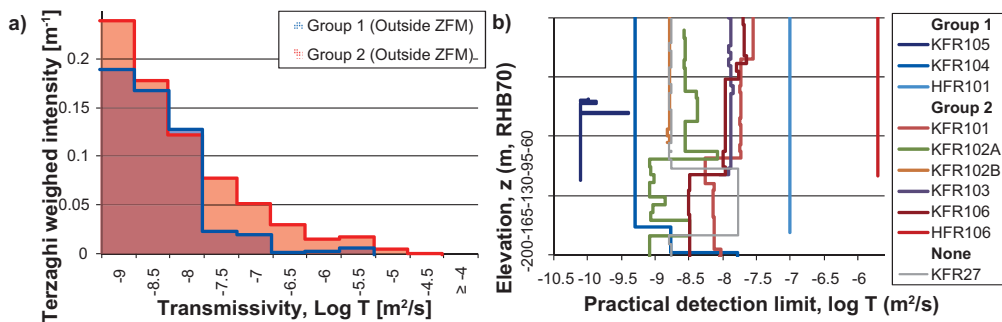 a)
Terzaghi weighed intensity [m-1]
0.2
0.15
0.1
0.05
0
Group 1 (Outside ZFM)
Group 2 (Outside ZFM)_
-9
-8.5
-8
-7.5
-7
-6.5
-6
-5.5
-5
-4.5
≥ -4
Transmissivity, Log T [m²/s]
b)
Elevation, z (m, RHB70)
-200 -165 -130 -95 -60
-10.5 -10 -9.5 -9 -8.5 -8 -7.5 -7 -6.5 -6
Practical detection limit, log T (m²/s)
Group 1
KFR105
KFR104
HFR101
Group 2
KFR101
KFR102A
KFR102B
KFR103
KFR106
HFR106
None
KFR27